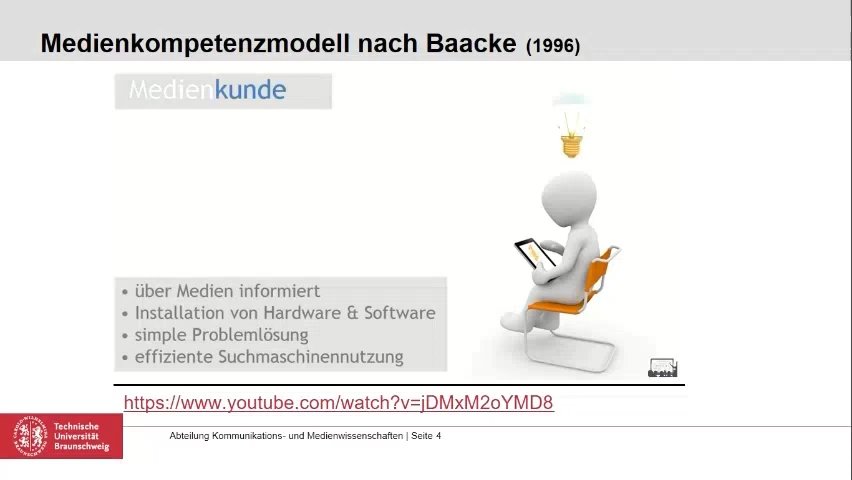 Medienkompetenzmodell nach Baacke (1996)
Medienkunde
• über Medien informiert
• Installation von Hardware & Software
• simple Problemlösung
• effiziente Suchmaschinennutzung
https://www.youtube.com/watch?v=jDMxM2oYMD8
Technische
Universität
Braunschweig
Abteilung Kommunikations- und Medienwissenschaften | Seite 4